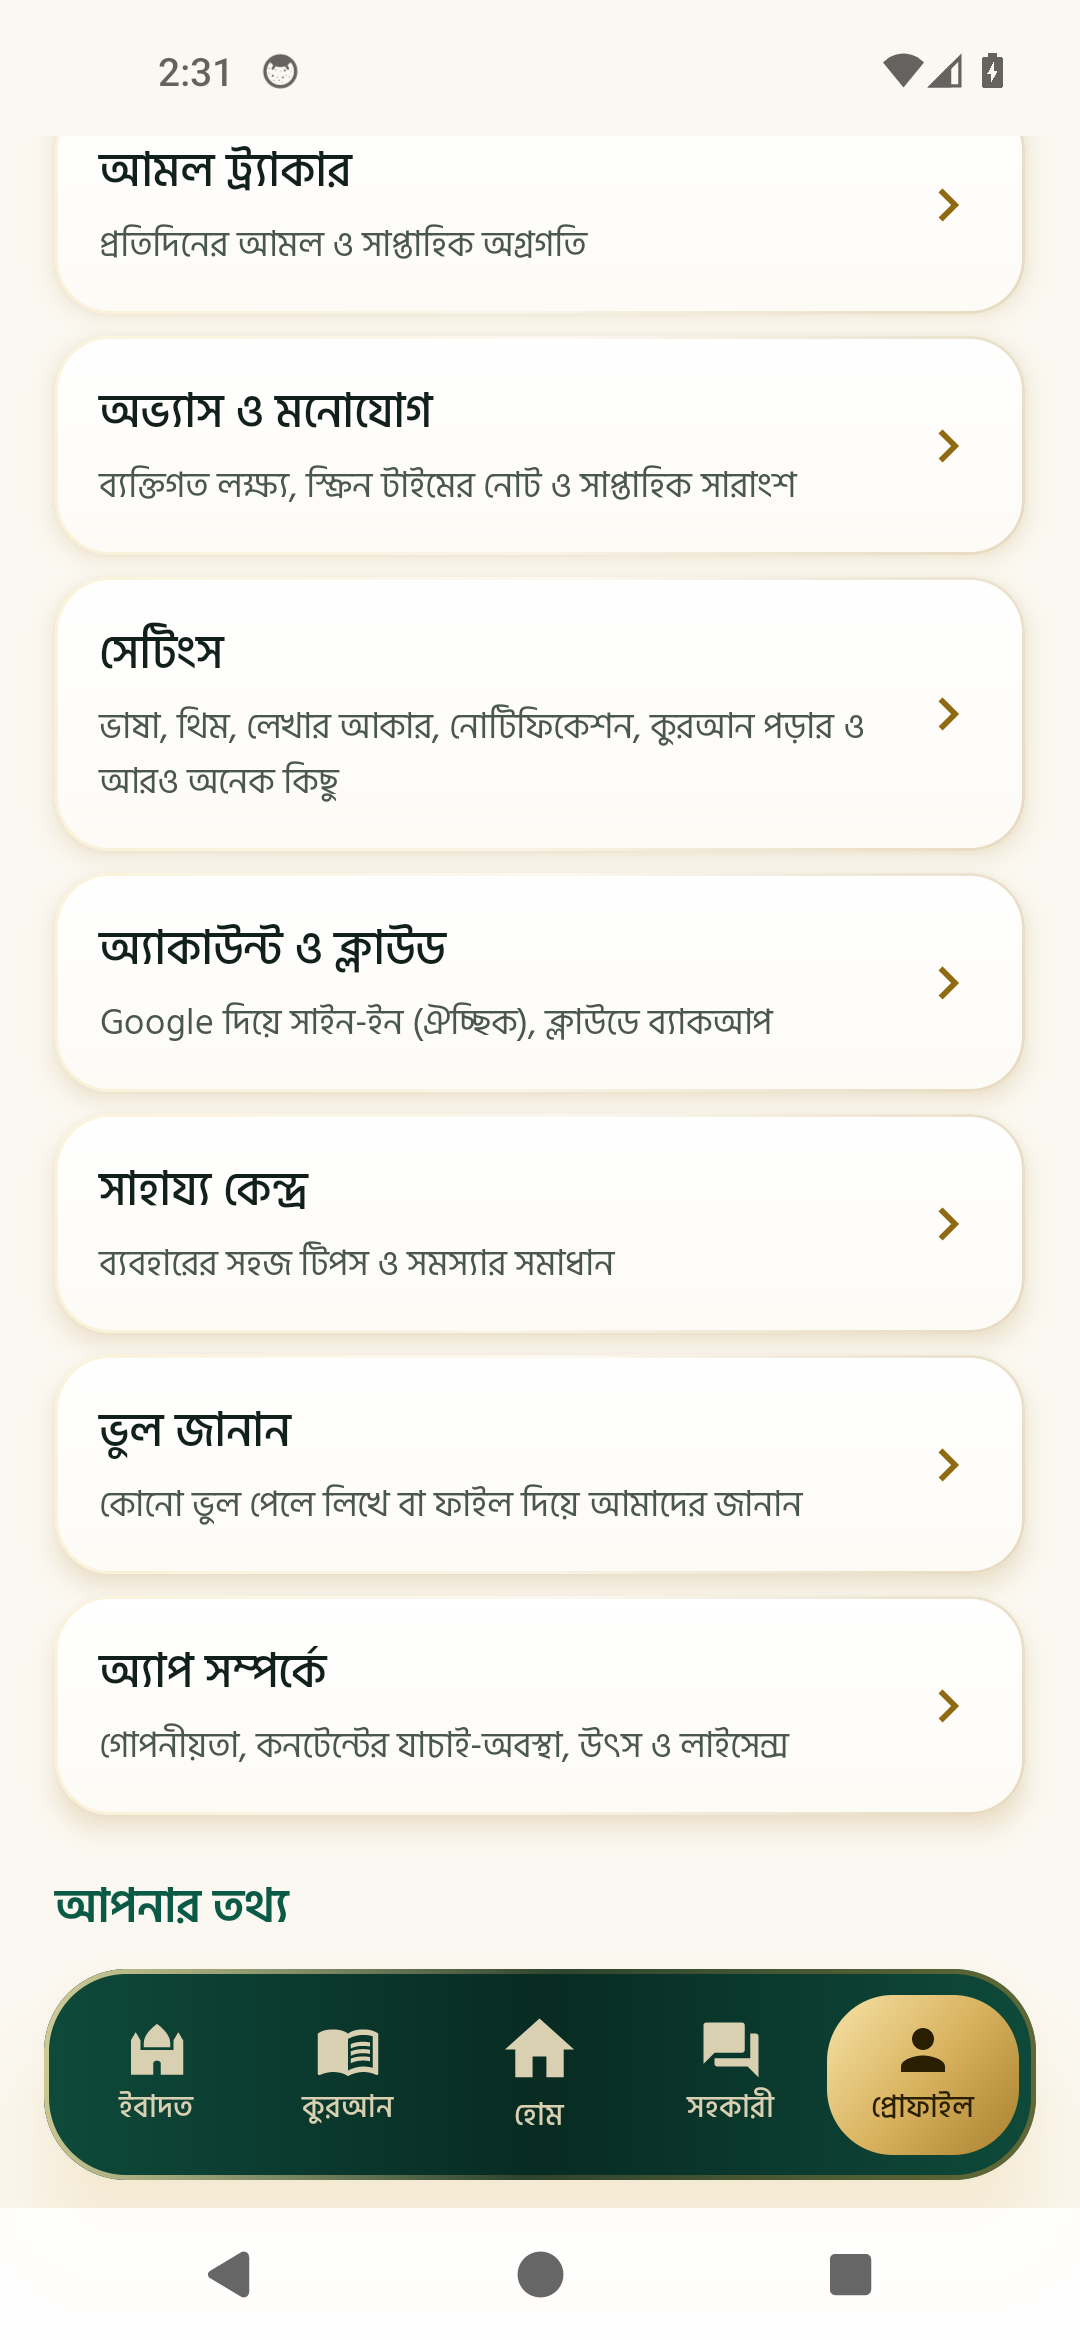 2:31
আমল ট্র্যাকার
প্রতিদিনের আমল ও সাপ্তাহিক অগ্রগতি
অভ্যাস ও মনোযোগ
ব্যক্তিগত লক্ষ্য, স্ক্রিন টাইমের নোট ও সাপ্তাহিক সারাংশ
সেটিংস
ভাষা, থিম, লেখার আকার, নোটিফিকেশন, কুরআন পড়ার ও
আরও অনেক কিছু
অ্যাকাউন্ট ও ক্লাউড
Google দিয়ে সাইন-ইন (ঐচ্ছিক), ক্লাউডে ব্যাকআপ
সাহায্য কেন্দ্র
ব্যবহারের সহজ টিপস ও সমস্যার সমাধান
ভুল জানান
কোনো ভুল পেলে লিখে বা ফাইল দিয়ে আমাদের জানান
অ্যাপ সম্পর্কে
গোপনীয়তা, কনটেন্টের যাচাই-অবস্থা, উৎস ও লাইসেন্স
আপনার তথ্য
ইবাদত
কুরআন
হোম
সহকারী
প্রোফাইল